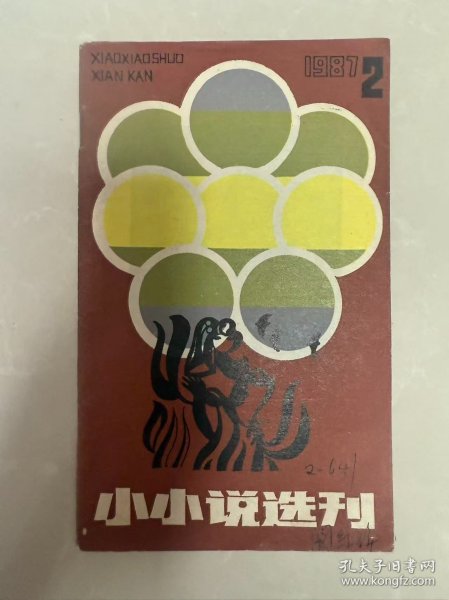 XIAOXIAOSHUO
XIAN KAN
1987 2
2-641
小小说选刊
孔夫子旧书网
www.kongfz.com